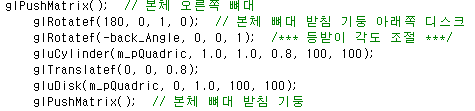 glPushMatrix();  // 본체 오른쪽 뼈대
glRotatef(180, 0, 1, 0);  // 본체 뼈대 받침 기둥 아래쪽 디스크
glRotatef(-back_Angle, 0, 0, 1);  /*** 등받이 각도 조절 ***/
gluCylinder(m_pQuadric, 1.0, 1.0, 0.8, 100, 100);
glTranslatef(0, 0, 0.8);
gluDisk(m_pQuadric, 0, 1.0, 100, 100);
glPushMatrix();  // 본체 뼈대 받침 기둥